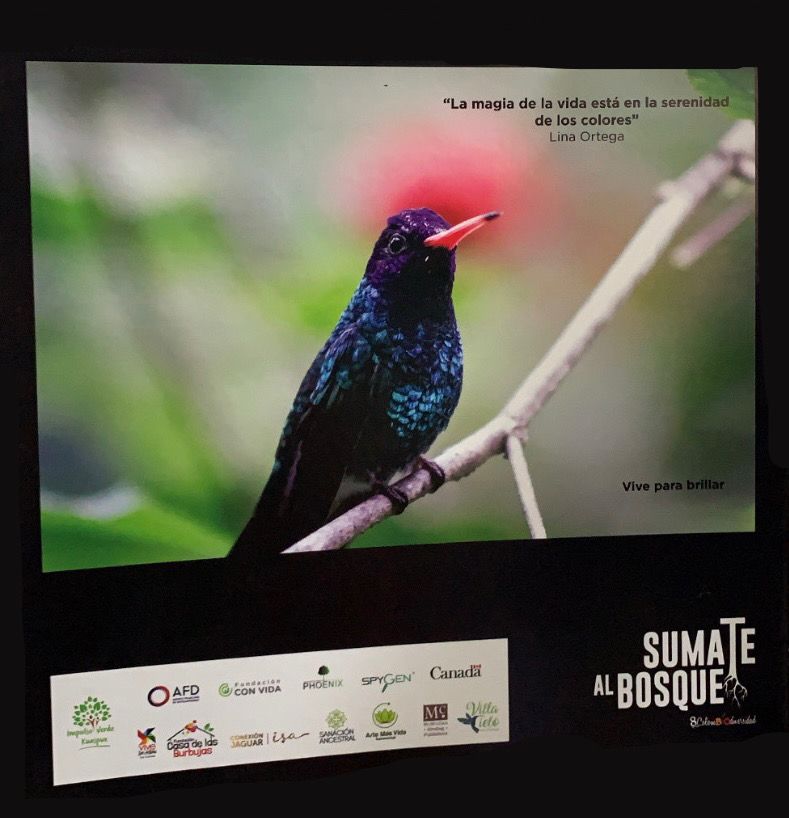 “La magia de la vida está en la serenidad
de los colores”
Lina Ortega
Vive para brillar
SUMATE
AL BOSQUE
Impulso Verde
AFD
Fundación
CON VIDA
PHOENIX
SPYGEN
Canadá
Fundación
Casa de las
Burbujas
CONEXIÓN
JAGUAR
isa
SANACIÓN
ANCESTRAL
Arte Más Vida
Mc
Villa
Cielo